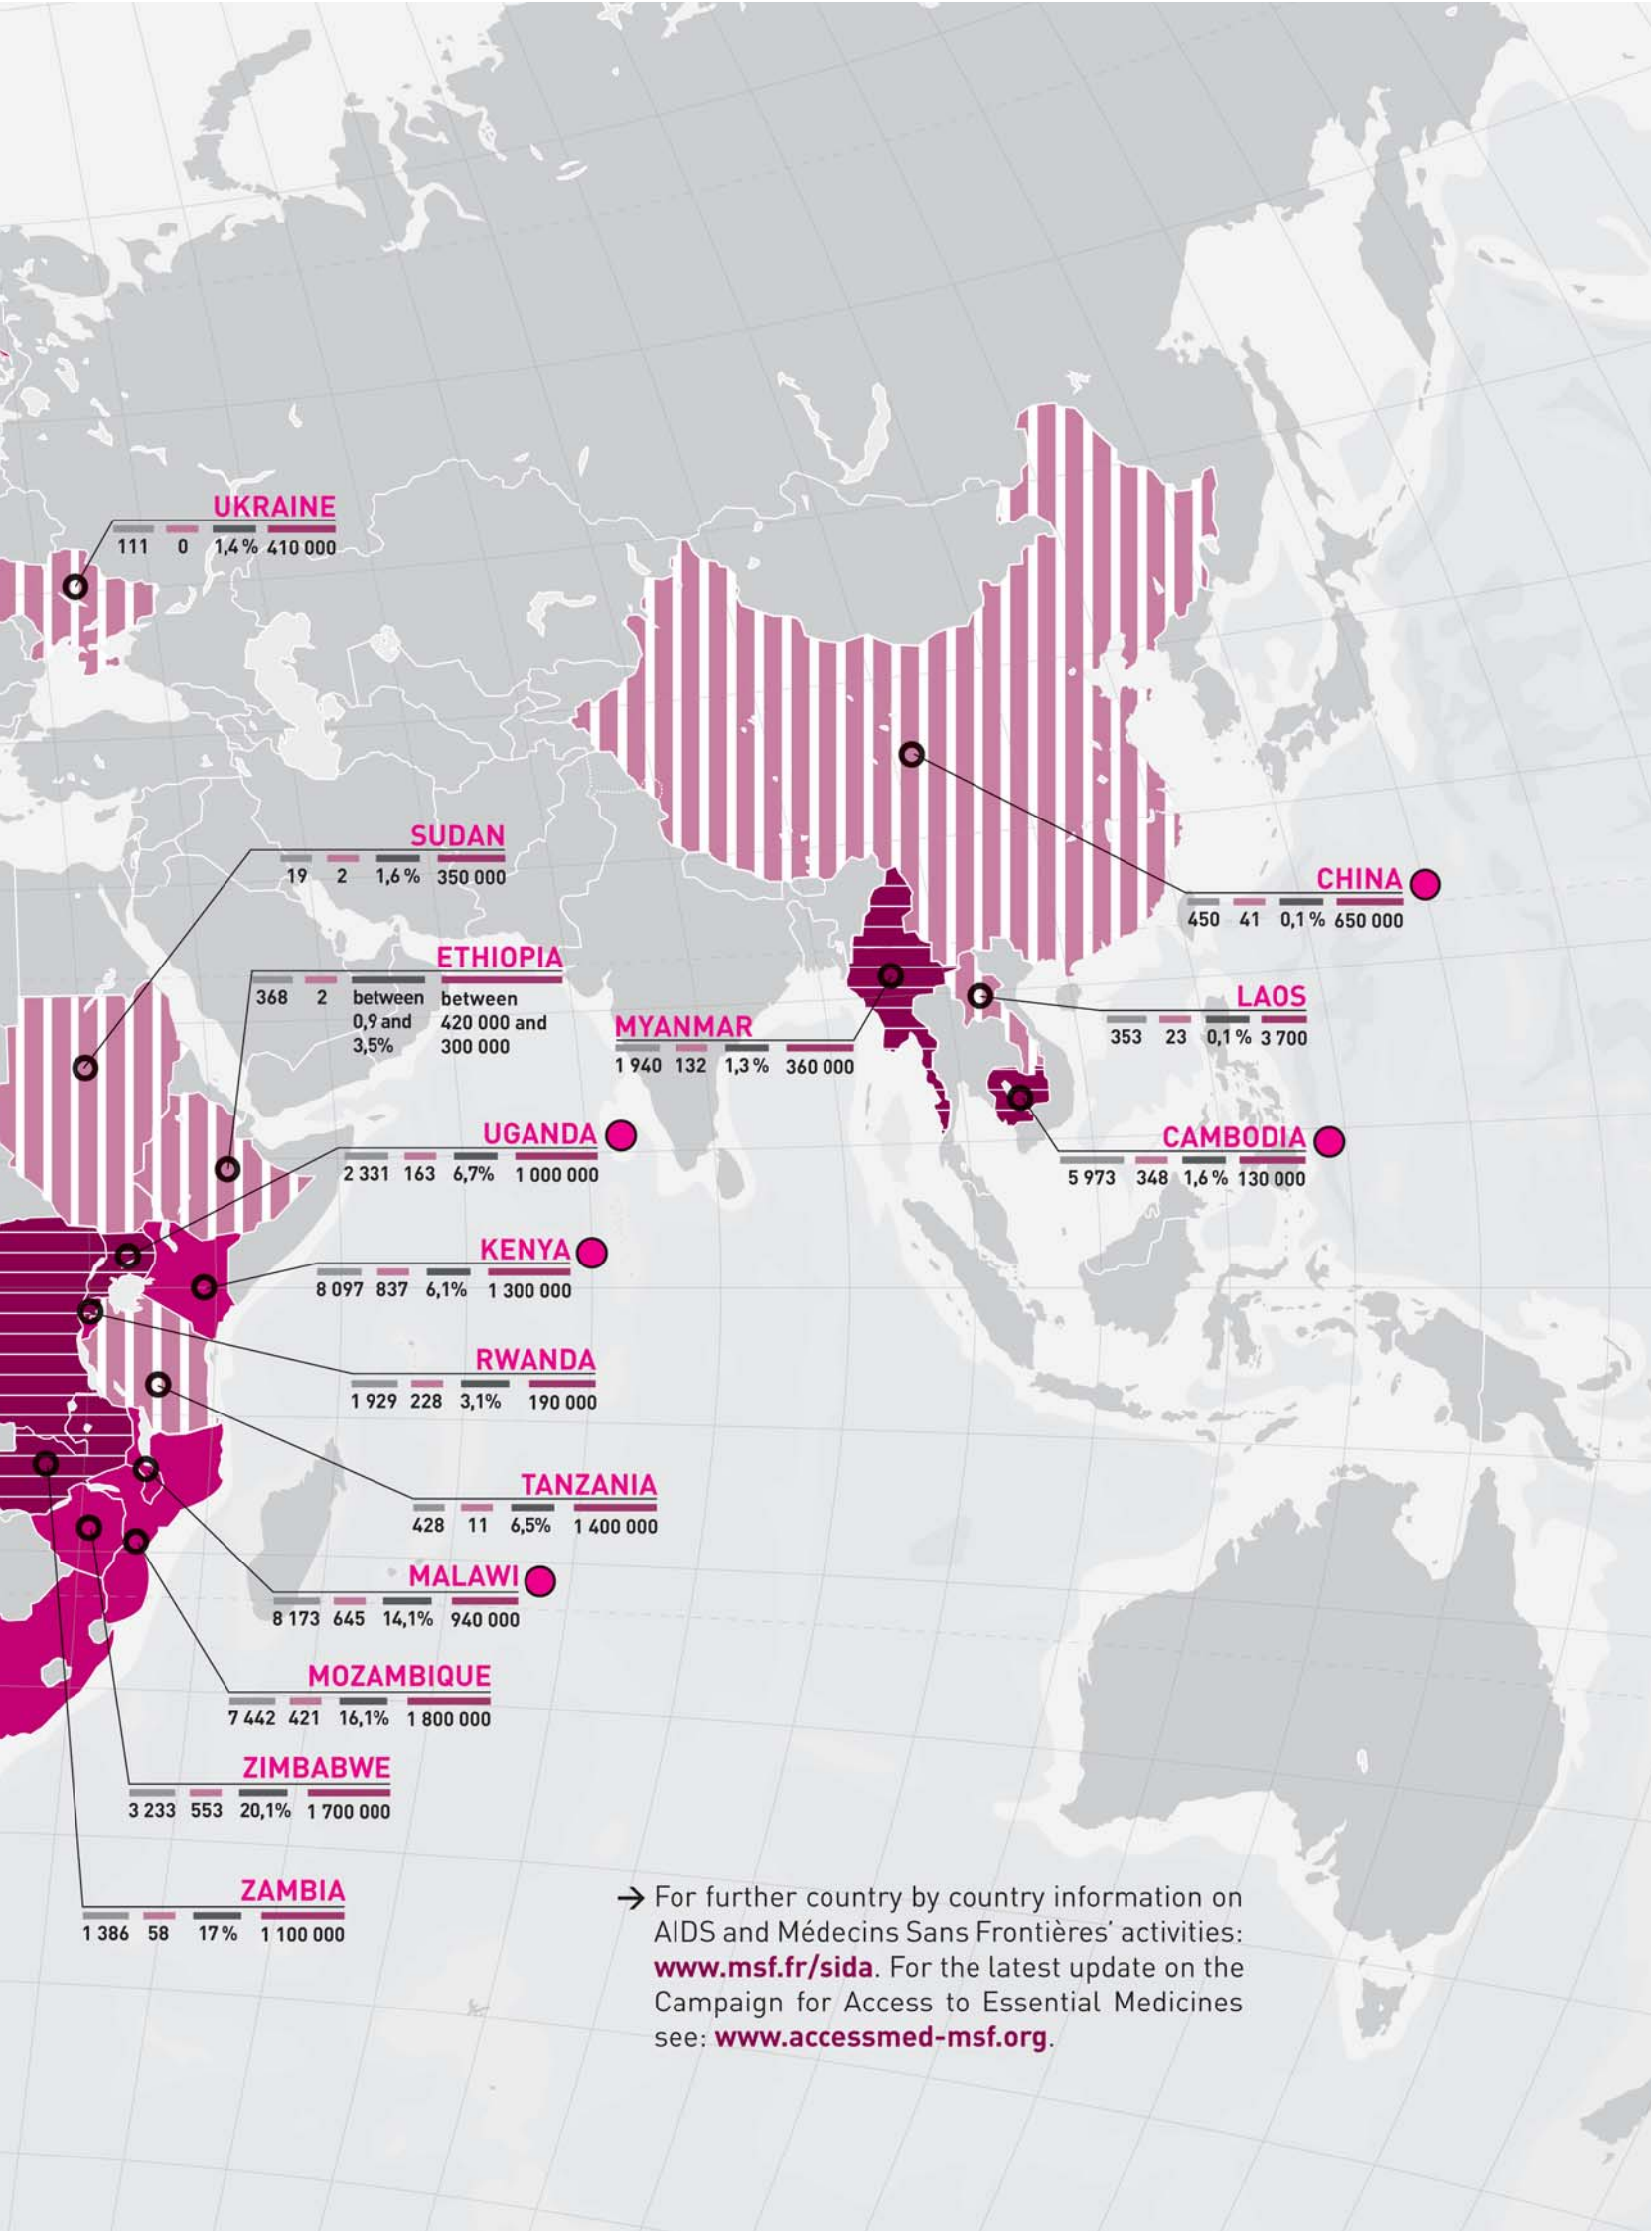 UKRAINE
111 0 1,4 % 410 000
SUDAN
19 2 1,6 % 350 000
CHINA
450 41 0,1 % 650 000
ETHIOPIA
368 2 between between
0,9 and 420 000 and
3,5% 300 000
LAOS
353 23 0,1 % 3 700
MYANMAR
1 940 132 1,3 % 360 000
UGANDA
2 331 163 6,7% 1 000 000
CAMBODIA
5 973 348 1,6 % 130 000
KENYA
8 097 837 6,1% 1 300 000
RWANDA
1 929 228 3,1% 190 000
TANZANIA
428 11 6,5% 1 400 000
MALAWI
8 173 645 14,1% 940 000
MOZAMBIQUE
7 442 421 16,1% 1 800 000
ZIMBABWE
3 233 553 20,1% 1 700 000
ZAMBIA
1 386 58 17 % 1 100 000
→ For further country by country information on
AIDS and Médecins Sans Frontières’ activities:
www.msf.fr/sida. For the latest update on the
Campaign for Access to Essential Medicines
see: www.accessmed-msf.org.